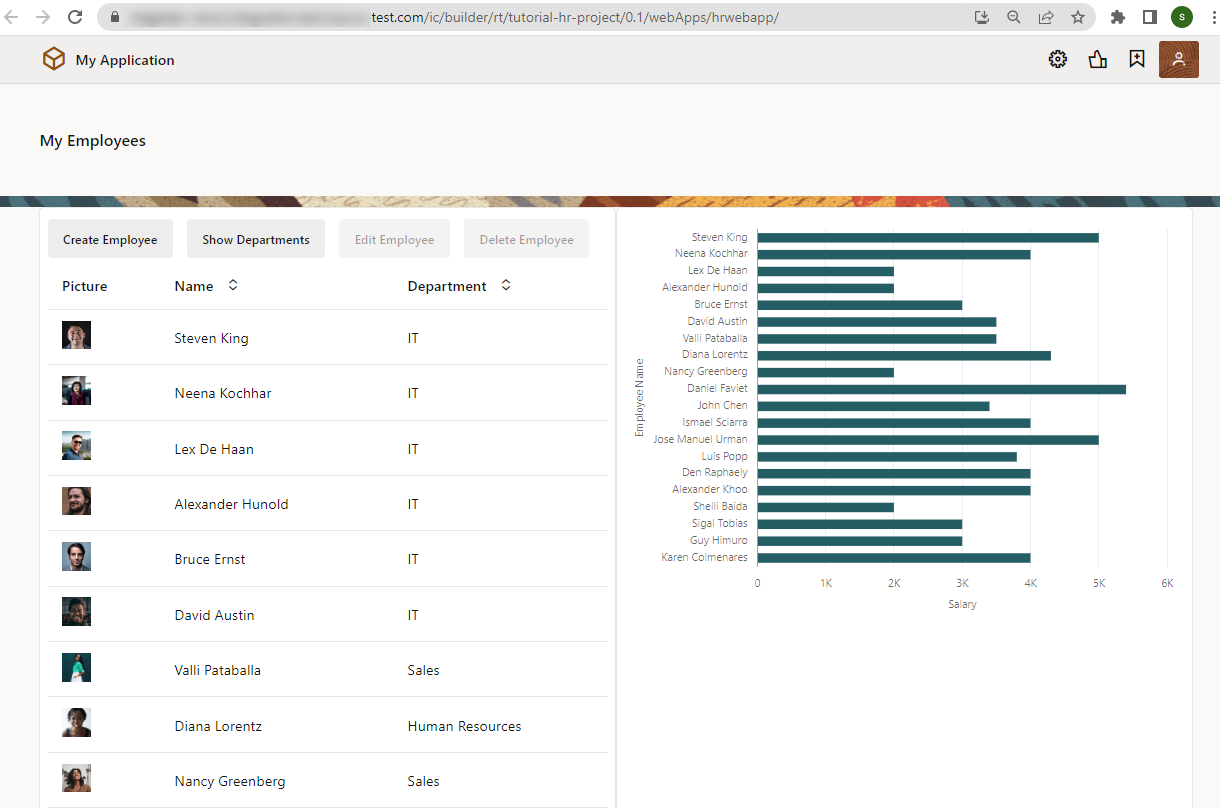 test.com/ic/builder/rt/tutorial-hr-project/0.1/webApps/hrwebapp/
S
My Application
My Employees
Create Employee Show Departments Edit Employee Delete Employee
Picture Name Department
Steven King IT
Neena Kochhar IT
Lex De Haan IT
Alexander Hunold IT
Bruce Ernst IT
David Austin IT
Valli Pataballa Sales
Diana Lorentz Human Resources
Nancy Greenberg Sales
Employee Name
Steven King
Neena Kochhar
Lex De Haan
Alexander Hunold
Bruce Ernst
David Austin
Valli Pataballa
Diana Lorentz
Nancy Greenberg
Daniel Faviet
John Chen
Ismael Sciarra
Jose Manuel Urman
Luis Popp
Den Raphaely
Alexander Khoo
Shelli Baida
Sigal Tobias
Guy Himuro
Karen Colmenares
0 1K 2K 3K 4K 5K 6K
Salary